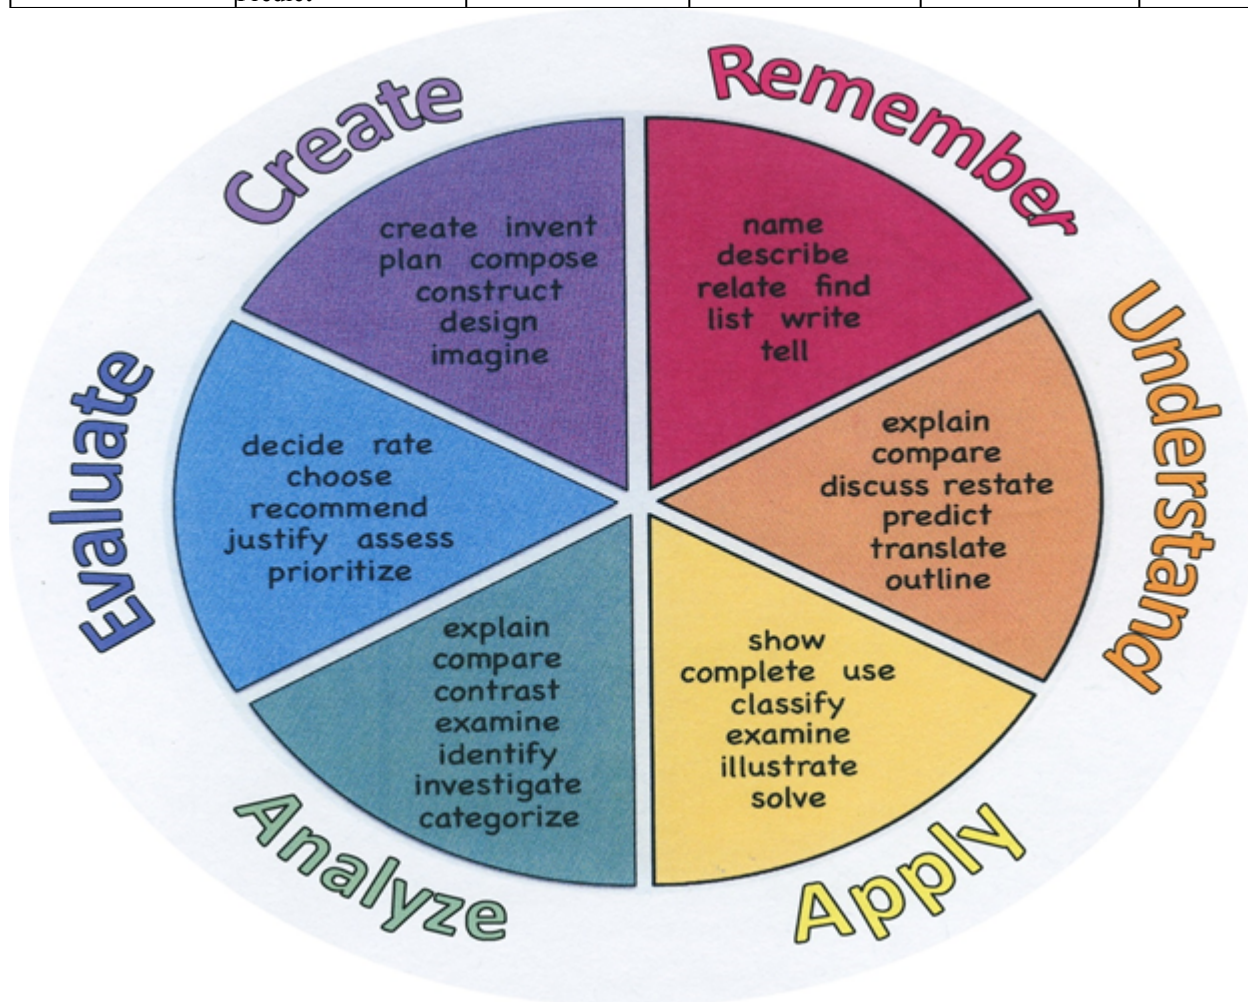 predict
Create
Remember
create invent
plan compose
construct
design
imagine
name
describe
relate find
list write
tell
Understand
explain
compare
discuss restate
predict
translate
outline
Evaluate
decide rate
choose
recommend
justify assess
prioritize
explain
compare
contrast
examine
identify
investigate
categorize
Analyze
show
complete use
classify
examine
illustrate
solve
Apply